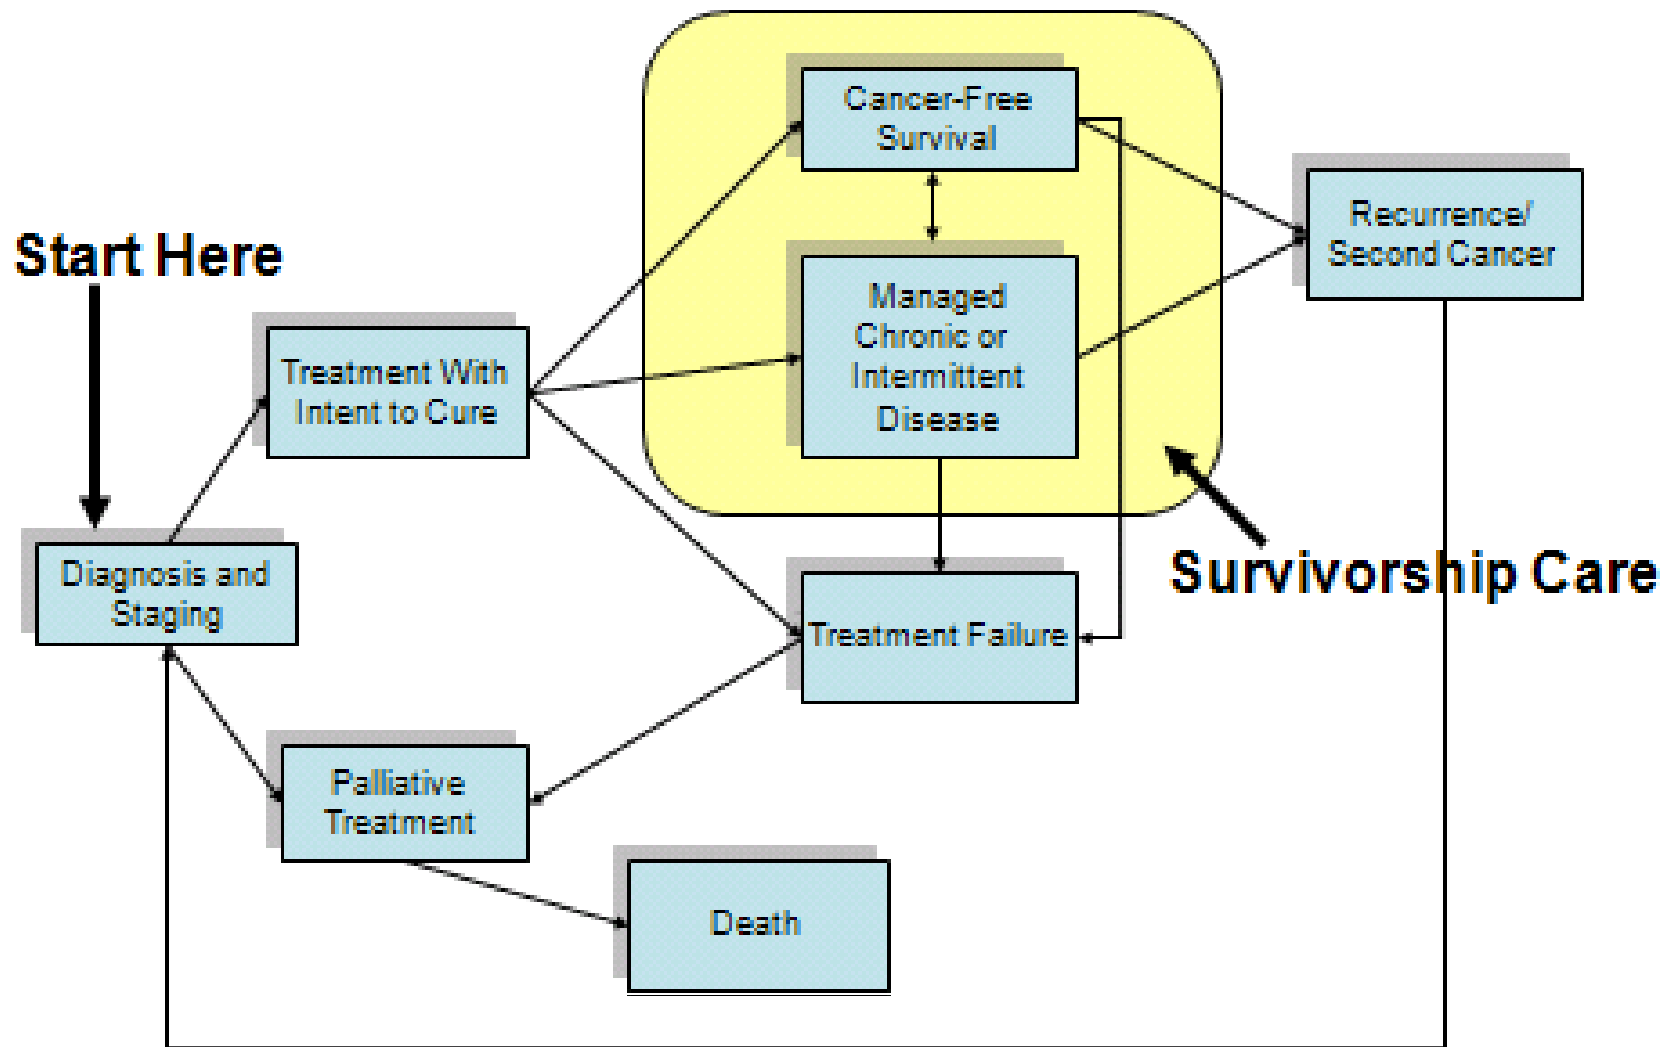 Start Here
Diagnosis and
Staging
Treatment With
Intent to Cure
Cancer-Free
Survival
Managed
Chronic or
Intermittent
Disease
Recurrence/
Second Cancer
Survivorship Care
Treatment Failure
Palliative
Treatment
Death